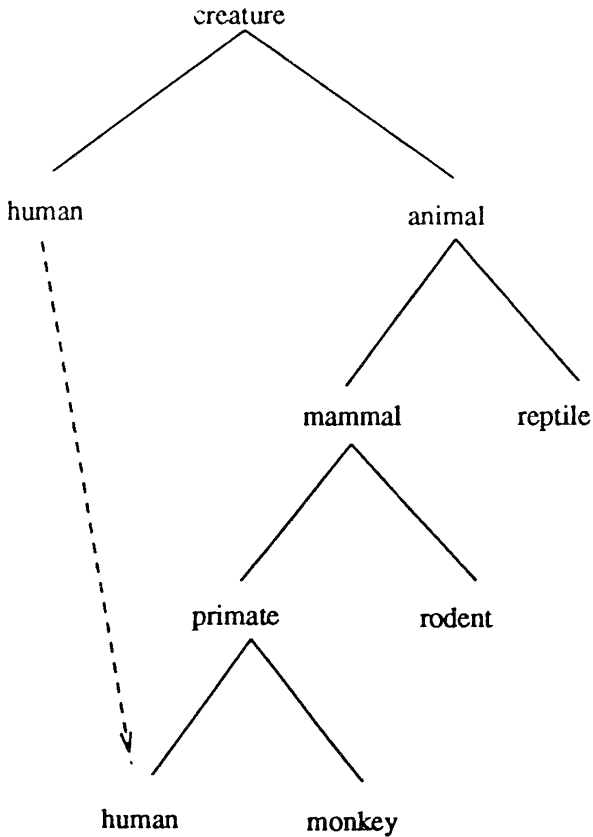 creature
human animal
mammal reptile
primate rodent
human monkey